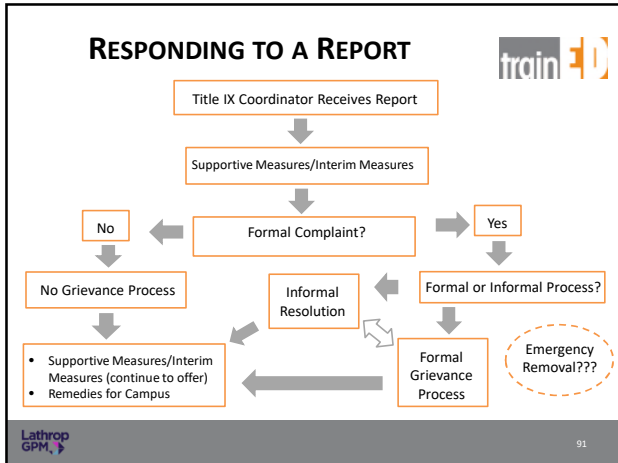 RESPONDING TO A REPORT
trainED
Title IX Coordinator Receives Report
Supportive Measures/Interim Measures
No
Formal Complaint?
Yes
No Grievance Process
Informal
Resolution
Formal or Informal Process?
• Supportive Measures/Interim
Measures (continue to offer)
• Remedies for Campus
Formal
Grievance
Process
Emergency
Removal???
Lathrop
GPM
91